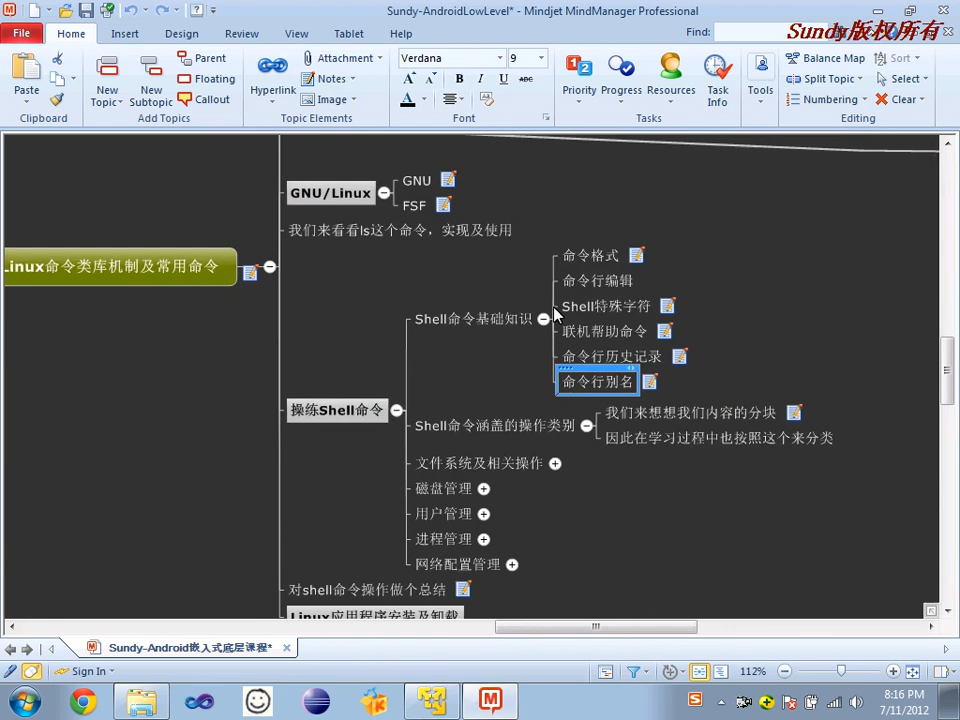 Sundy-AndroidLowLevel* - Mindjet MindManager Professional
File
Home
Insert
Design
Review
View
Tablet
Help
Find:
Sundy版权所有
Paste
Clipboard
New Topic
New Subtopic
Parent
Floating
Callout
Add Topics
Hyperlink
Attachment
Notes
Image
Topic Elements
Verdana
9
B
I
U
ABC
Font
Priority
Progress
Resources
Task Info
Tasks
Tools
Balance Map
Split Topic
Numbering
Sort
Select
Clear
Editing
GNU/Linux
GNU
FSF
我们来看看ls这个命令，实现及使用
Linux命令类库机制及常用命令
Shell命令基础知识
命令格式
命令行编辑
Shell特殊字符
联机帮助命令
命令行历史记录
命令行别名
操练Shell命令
Shell命令涵盖的操作类别
我们来想想我们内容的分块
因此在学习过程中也按照这个来分类
文件系统及相关操作
磁盘管理
用户管理
进程管理
网络配置管理
对shell命令操作做个总结
Linux应用程序安装及卸载
Sundy-Android嵌入式底层课程*
Sign In
112%
8:16 PM
7/11/2012